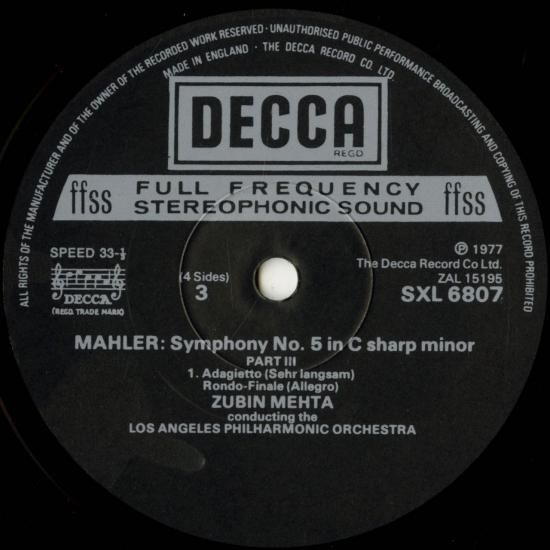 ALL RIGHTS OF THE MANUFACTURER AND OF THE OWNER OF THE RECORDED WORK RESERVED · UNAUTHORISED PUBLIC PERFORMANCE BROADCASTING AND COPYING OF THIS RECORD PROHIBITED
MADE IN ENGLAND · THE DECCA RECORD CO. LTD.
DECCA
REGD
ffss FULL FREQUENCY ffss
STEREOPHONIC SOUND
SPEED 33-⅓
℗ 1977
The Decca Record Co Ltd.
ZAL 15195
SXL 6807
DECCA
(REGD. TRADE MARK)
(4 Sides)
3
MAHLER: Symphony No. 5 in C sharp minor
PART III
1. Adagietto (Sehr langsam)
Rondo-Finale (Allegro)
ZUBIN MEHTA
conducting the
LOS ANGELES PHILHARMONIC ORCHESTRA